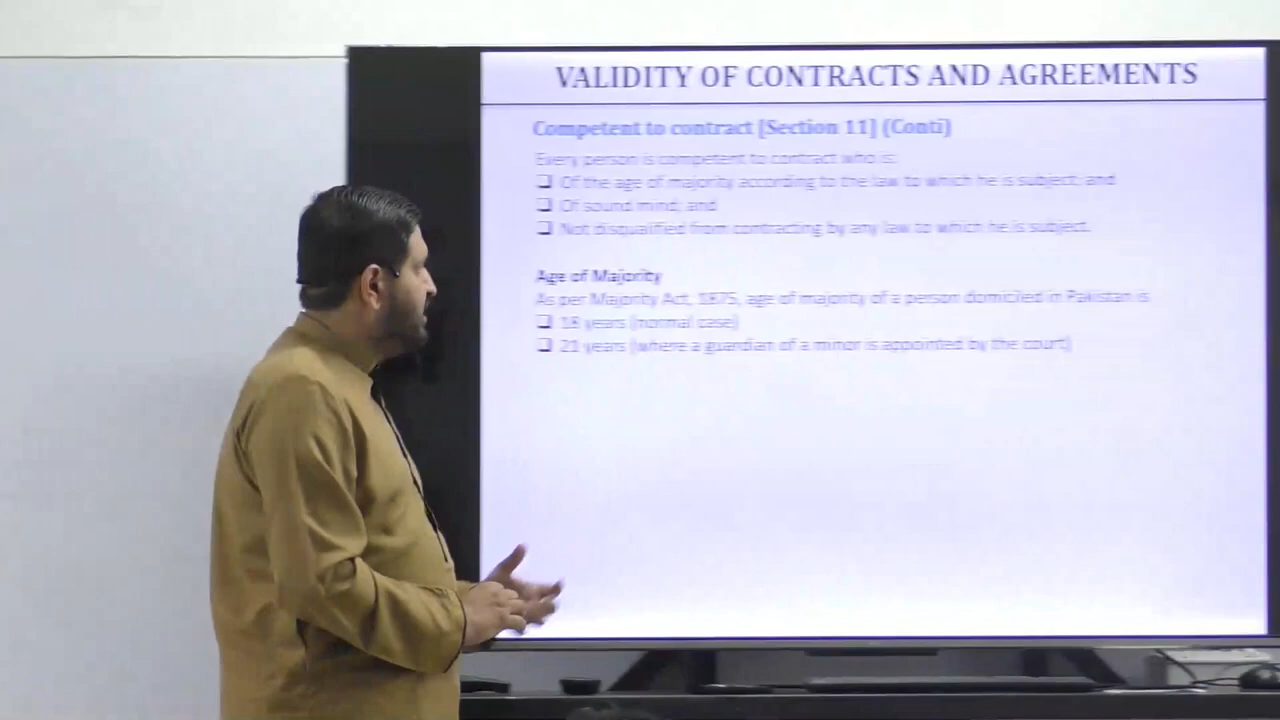 VALIDITY OF CONTRACTS AND AGREEMENTS
Competent to contract [Section 11] (Conti)
Every person is competent to contract who is:
❑ Of the age of majority according to the law to which he is subject; and
❑ Of sound mind; and
❑ Not disqualified from contracting by any law to which he is subject.
Age of Majority
As per Majority Act, 1875, age of majority of a person domiciled in Pakistan is
❑ 18 years (normal case)
❑ 21 years (where a guardian of a minor is appointed by the court)